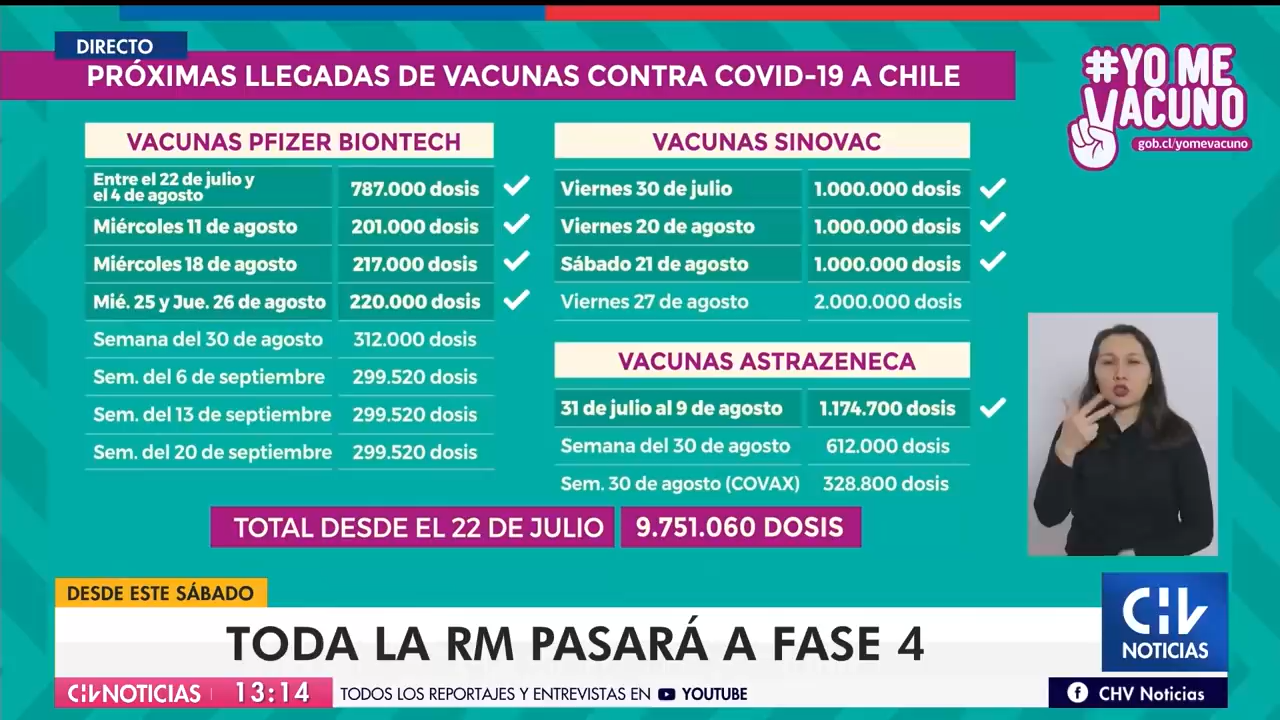 DIRECTO
PRÓXIMAS LLEGADAS DE VACUNAS CONTRA COVID-19 A CHILE
#YO ME
VACUNO
gob.cl/yomevacuno
VACUNAS PFIZER BIONTECH
Entre el 22 de julio y
el 4 de agosto
787.000 dosis
Miércoles 11 de agosto 201.000 dosis
Miércoles 18 de agosto 217.000 dosis
Mié. 25 y Jue. 26 de agosto 220.000 dosis
Semana del 30 de agosto 312.000 dosis
Sem. del 6 de septiembre 299.520 dosis
Sem. del 13 de septiembre 299.520 dosis
Sem. del 20 de septiembre 299.520 dosis
VACUNAS SINOVAC
Viernes 30 de julio 1.000.000 dosis
Viernes 20 de agosto 1.000.000 dosis
Sábado 21 de agosto 1.000.000 dosis
Viernes 27 de agosto 2.000.000 dosis
VACUNAS ASTRAZENECA
31 de julio al 9 de agosto 1.174.700 dosis
Semana del 30 de agosto 612.000 dosis
Sem. 30 de agosto (COVAX) 328.800 dosis
TOTAL DESDE EL 22 DE JULIO 9.751.060 DOSIS
DESDE ESTE SÁBADO
TODA LA RM PASARÁ A FASE 4
CHV
NOTICIAS
CHV NOTICIAS 13:14 TODOS LOS REPORTAJES Y ENTREVISTAS EN YOUTUBE
CHV Noticias